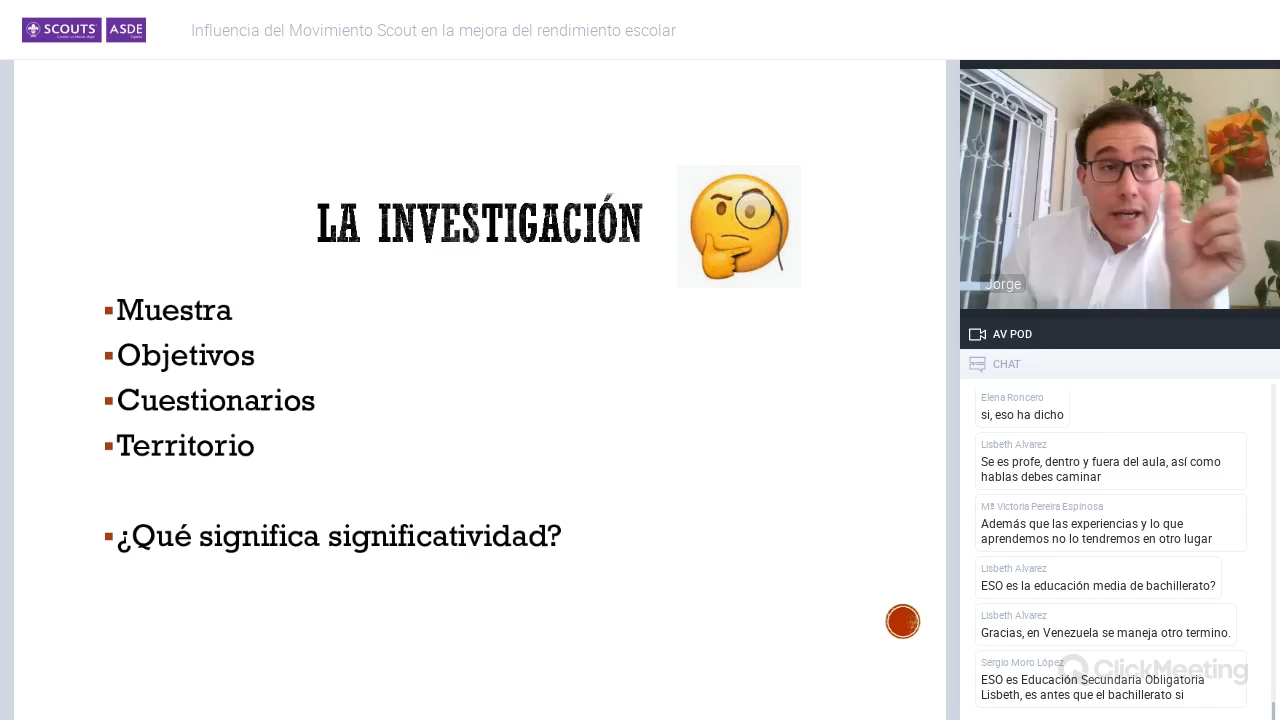 SCOUTS
ASDE
Influencia del Movimiento Scout en la mejora del rendimiento escolar
LA INVESTIGACIÓN
Muestra
Objetivos
Cuestionarios
Territorio
¿Qué significa significatividad?
Jorge
AV POD
CHAT
Elena Roncero
si, eso ha dicho
Lisbeth Alvarez
Se es profe, dentro y fuera del aula, así como
hablas debes caminar
Mª Victoria Pereira Espinosa
Además que las experiencias y lo que
aprendemos no lo tendremos en otro lugar
Lisbeth Alvarez
ESO es la educación media de bachillerato?
Lisbeth Alvarez
Gracias, en Venezuela se maneja otro termino.
Sergio Moro López
ESO es Educación Secundaria Obligatoria
Lisbeth, es antes que el bachillerato si
ClickMeeting